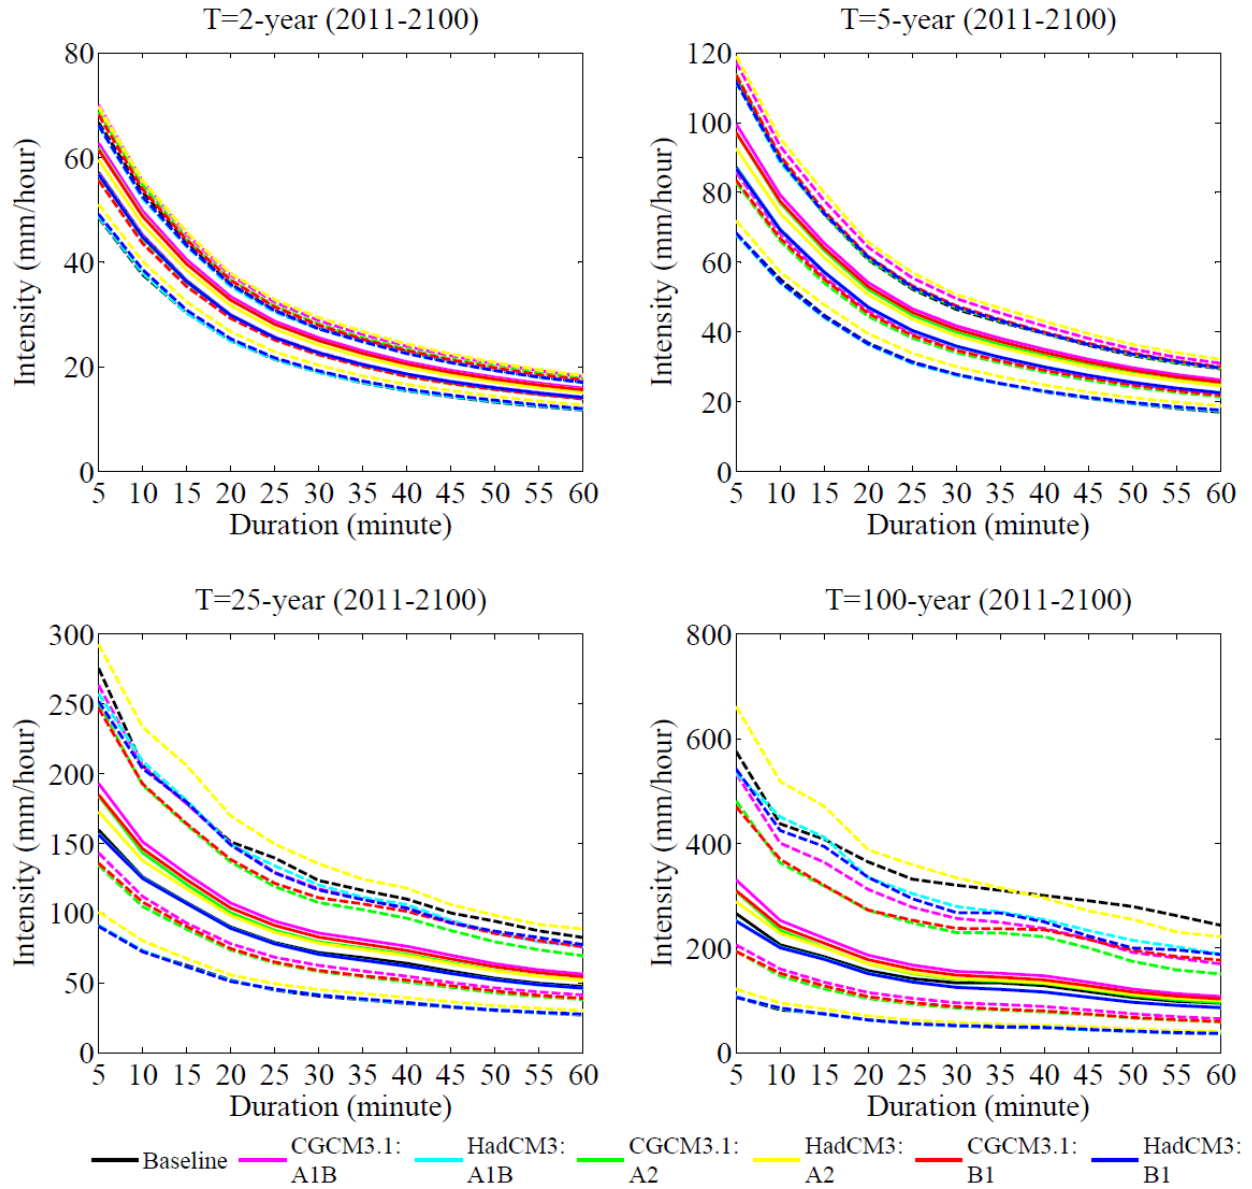 T=2-year (2011-2100)
Intensity (mm/hour)
80
60
40
20
0
5 10 15 20 25 30 35 40 45 50 55 60
Duration (minute)
T=5-year (2011-2100)
Intensity (mm/hour)
120
100
80
60
40
20
0
5 10 15 20 25 30 35 40 45 50 55 60
Duration (minute)
T=25-year (2011-2100)
Intensity (mm/hour)
300
250
200
150
100
50
0
5 10 15 20 25 30 35 40 45 50 55 60
Duration (minute)
T=100-year (2011-2100)
Intensity (mm/hour)
800
600
400
200
0
5 10 15 20 25 30 35 40 45 50 55 60
Duration (minute)
Baseline
CGCM3.1:
A1B
HadCM3:
A1B
CGCM3.1:
A2
HadCM3:
A2
CGCM3.1:
B1
HadCM3:
B1